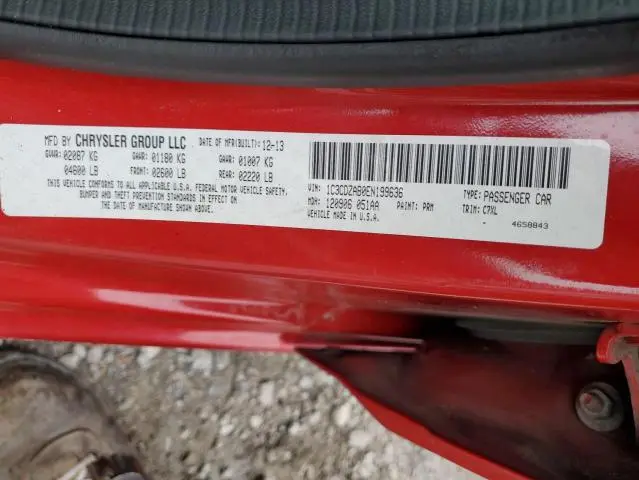 MFD BY CHRYSLER GROUP LLC DATE OF MFR(BUILT): 12-13
GVWR: 02087 KG GAWR: 01180 KG GAWR: 01007 KG
04600 LB FRONT: 02600 LB REAR: 02220 LB
THIS VEHICLE CONFORMS TO ALL APPLICABLE U.S.A. FEDERAL MOTOR VEHICLE SAFETY,
BUMPER AND THEFT PREVENTION STANDARDS IN EFFECT ON
THE DATE OF MANUFACTURE SHOWN ABOVE.
VIN: 1C3CDZAB0EN199636 TYPE: PASSENGER CAR
MDH: 120906 051AA PAINT: PRM TRIM: C7XL
VEHICLE MADE IN U.S.A. -
4658843